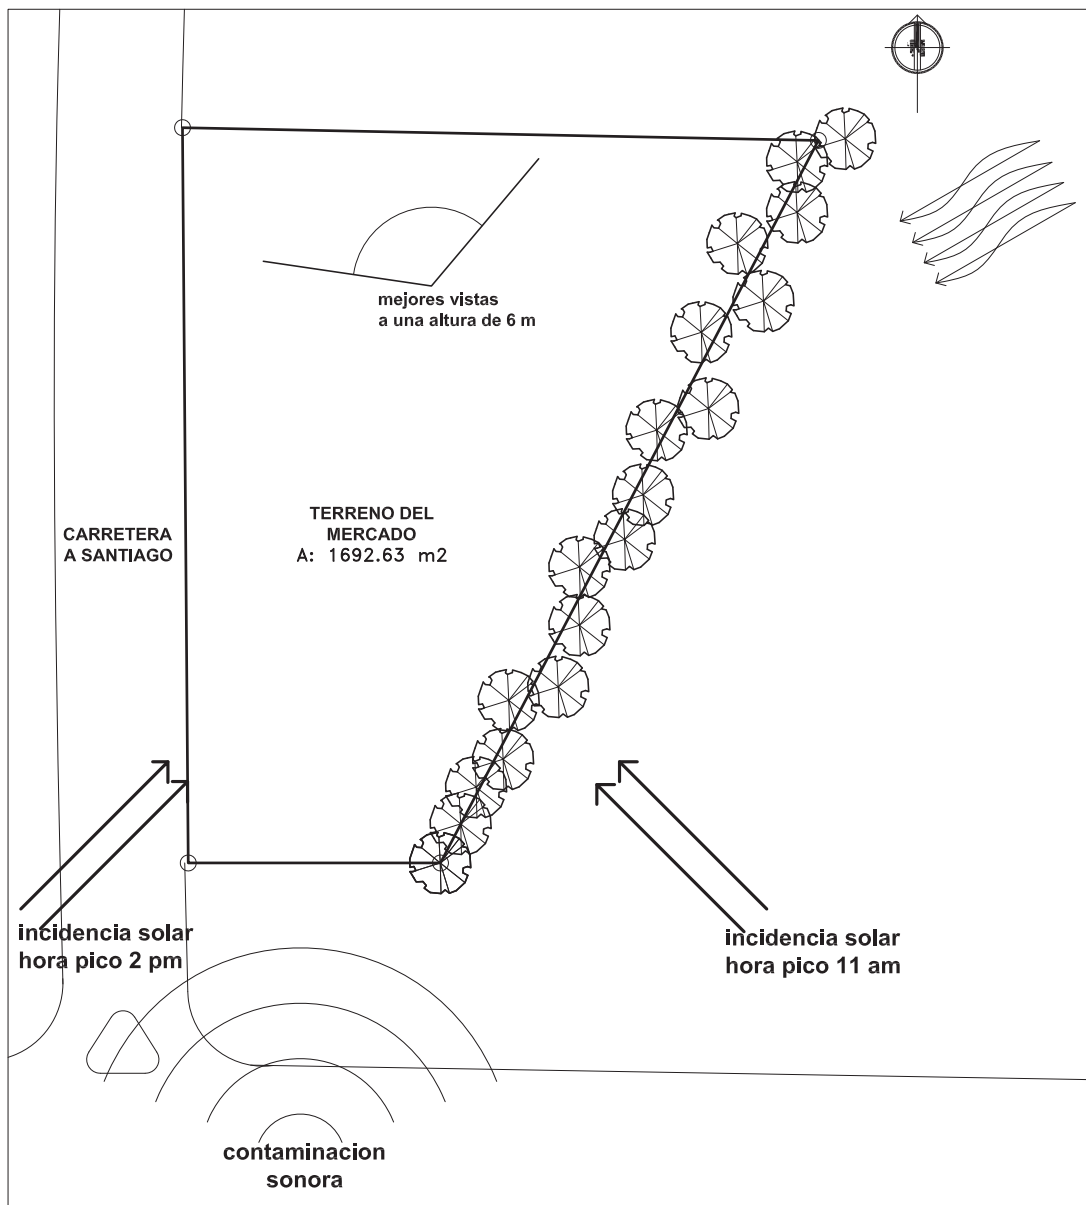 mejores vistas
a una altura de 6 m
CARRETERA
A SANTIAGO
TERRENO DEL
MERCADO
A: 1692.63 m2
incidencia solar
hora pico 2 pm
incidencia solar
hora pico 11 am
contaminacion
sonora